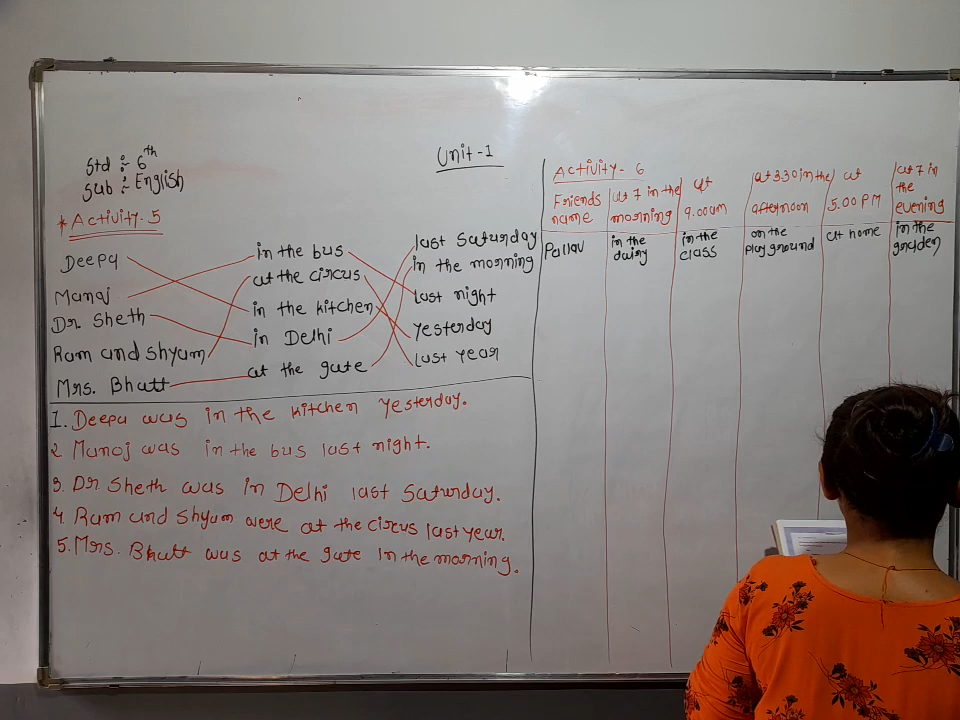 Std :- 6th
Sub :- English
Unit-1
* Activity-5
Deepa
Manoj
Dr. Sheth
Ram and Shyam
Mrs. Bhatt
in the bus
at the circus
in the kitchen
in Delhi
at the gate
last Saturday
in the morning
last night
yesterday
last year
1. Deepa was in the kitchen yesterday.
2 Manoj was in the bus last night.
3. Dr Sheth was in Delhi last Saturday.
4. Ram and Shyam were at the circus last year.
5. Mrs. Bhatt was at the gate in the morning.
Activity- 6
Friends name
at 7 in the morning
at 9.00am
at 3:30 in the afternoon
at 5.00 PM
at 7 in the evening
Pallav
in the dairy
in the class
on the playground
at home
in the graden